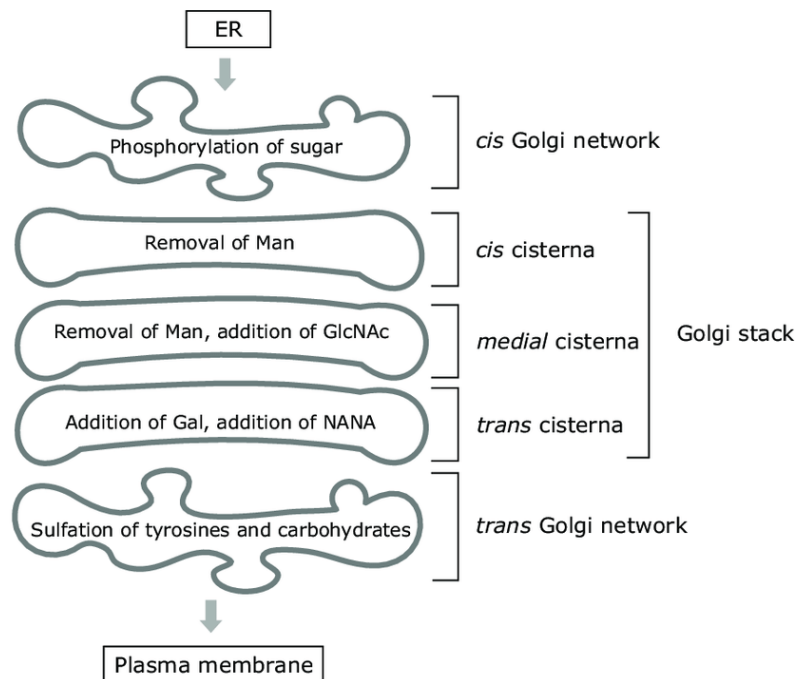 ER
Phosphorylation of sugar
cis Golgi network
Removal of Man
cis cisterna
Removal of Man, addition of GlcNAc
medial cisterna
Golgi stack
Addition of Gal, addition of NANA
trans cisterna
Sulfation of tyrosines and carbohydrates
trans Golgi network
Plasma membrane